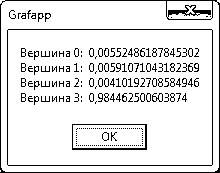 Grafapp
Вершина 0: 0,00552486187845302
Вершина 1: 0,00591071043182369
Вершина 2: 0,00410192708584946
Вершина 3: 0,984462500603874
OK